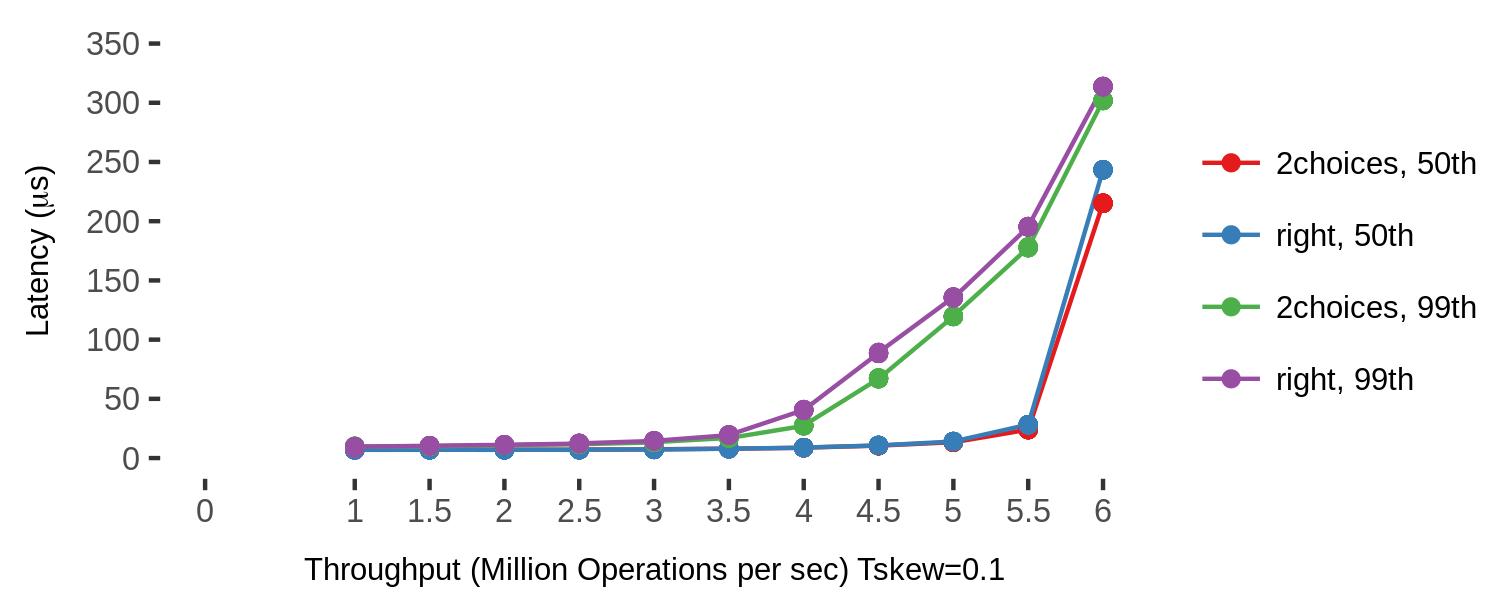 350
300
250
200
150
100
50
0
Latency (μs)
0 1 1.5 2 2.5 3 3.5 4 4.5 5 5.5 6
Throughput (Million Operations per sec) Tskew=0.1
2choices, 50th
right, 50th
2choices, 99th
right, 99th